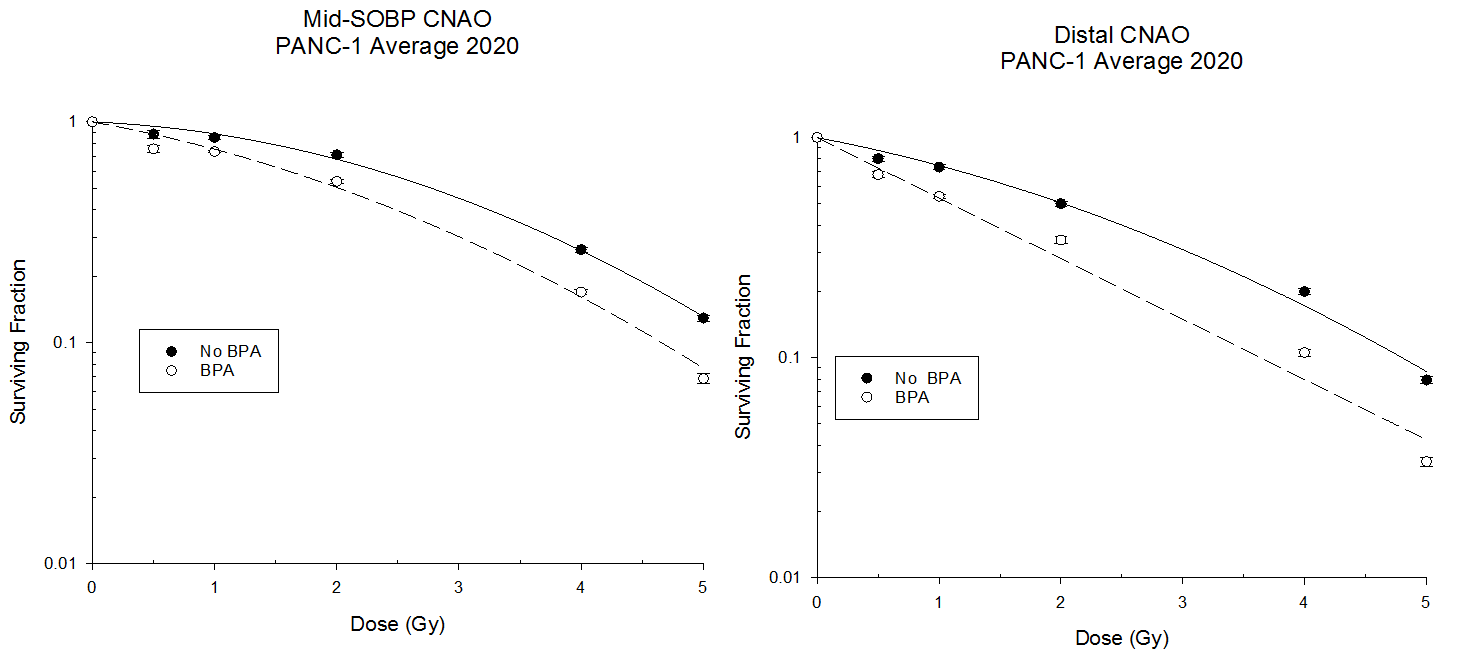 Mid-SOBP CNAO
PANC-1 Average 2020
Surviving Fraction
1
0.1
0.01
No BPA
BPA
0 1 2 3 4 5
Dose (Gy)
Distal CNAO
PANC-1 Average 2020
Surviving Fraction
1
0.1
0.01
No BPA
BPA
0 1 2 3 4 5
Dose (Gy)